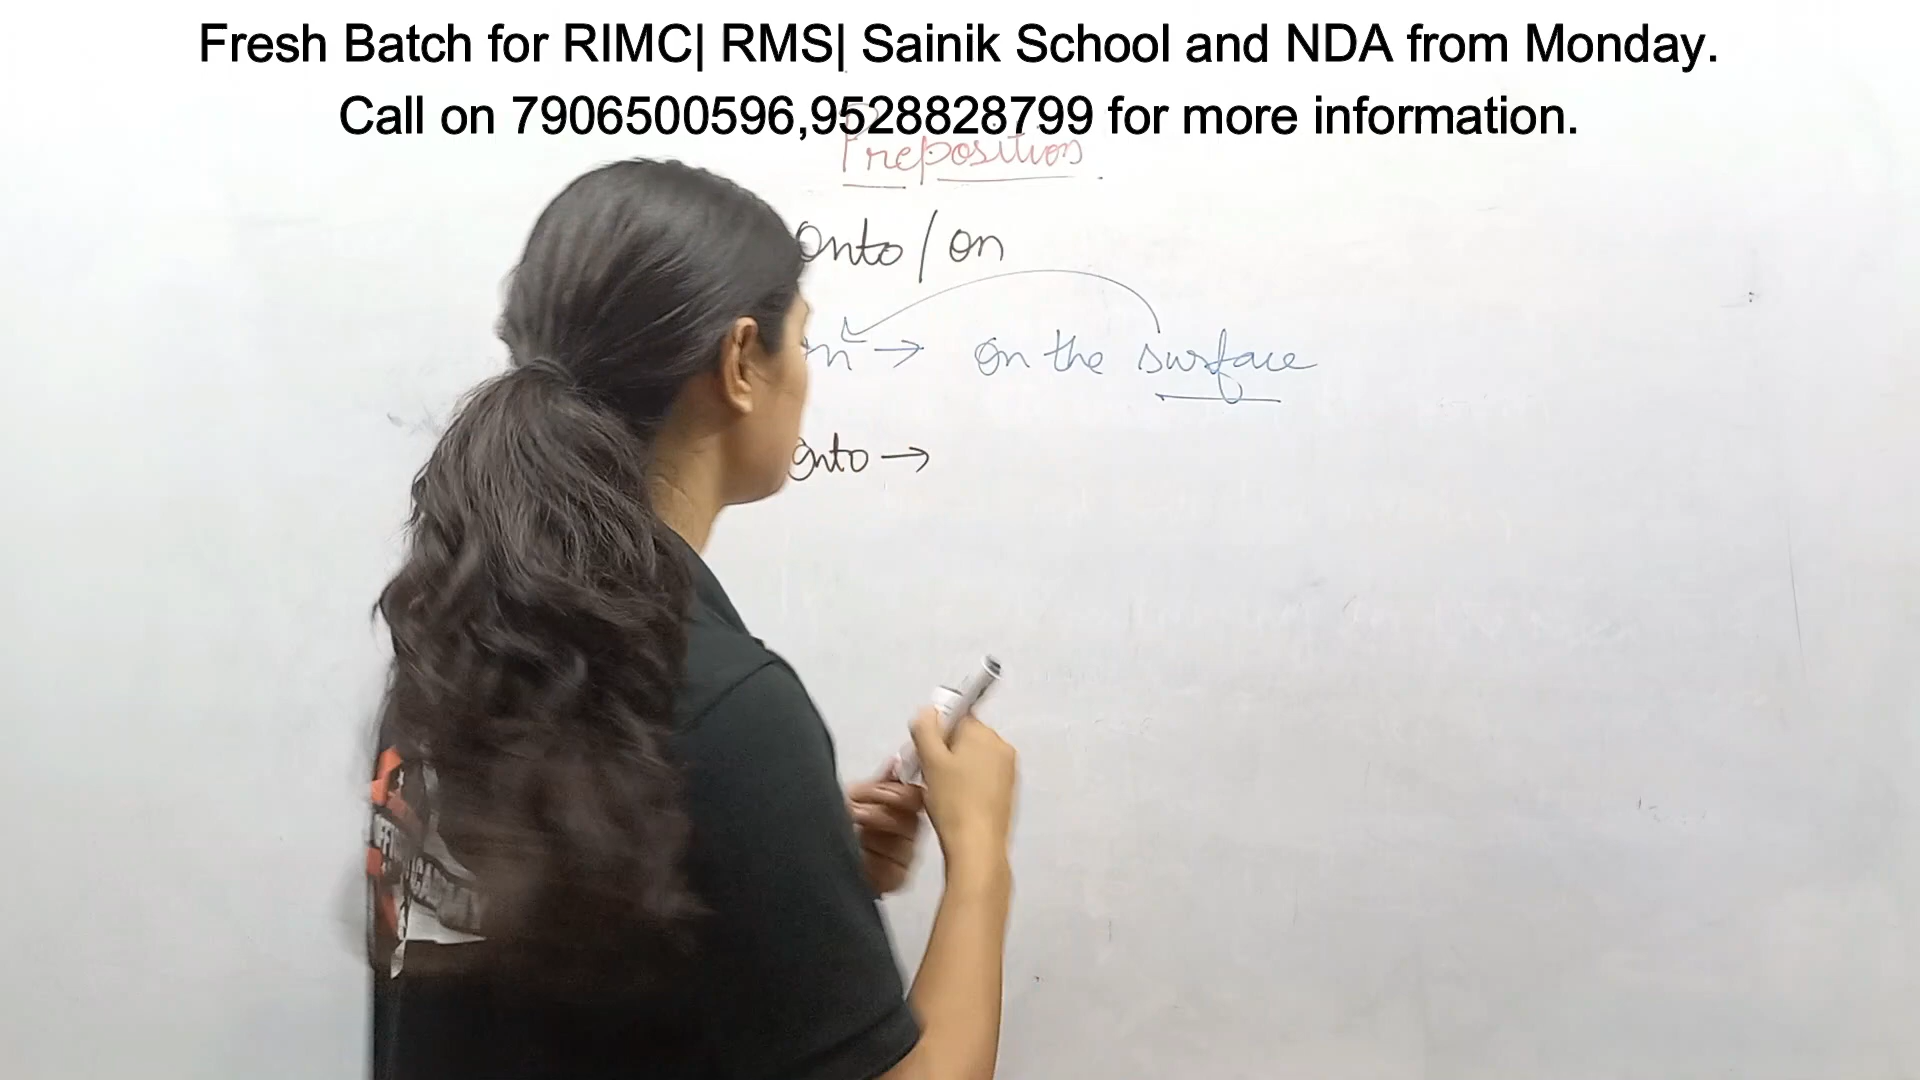 Fresh Batch for RIMC| RMS| Sainik School and NDA from Monday.
Call on 7906500596,9528828799 for more information.
Preposition
Onto / on
on → on the surface
Onto →